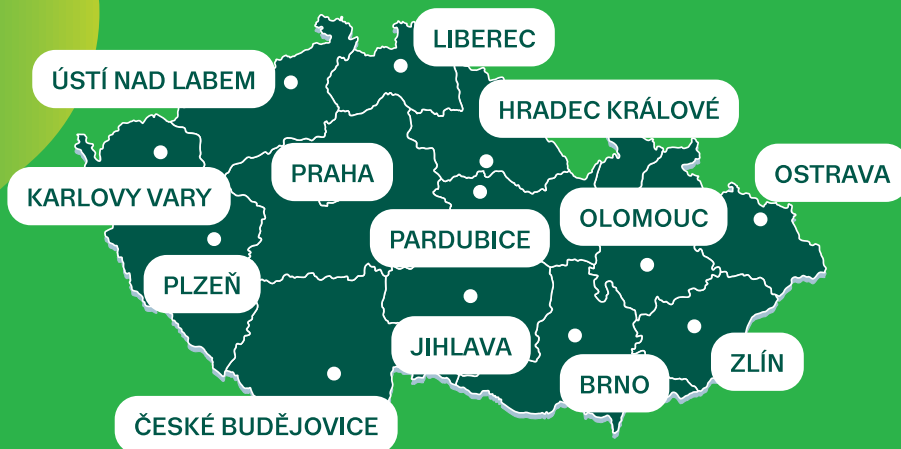 LIBEREC
ÚSTÍ NAD LABEM
HRADEC KRÁLOVÉ
PRAHA
OSTRAVA
KARLOVY VARY
OLOMOUC
PARDUBICE
PLZEŇ
JIHLAVA
ZLÍN
BRNO
ČESKÉ BUDĚJOVICE